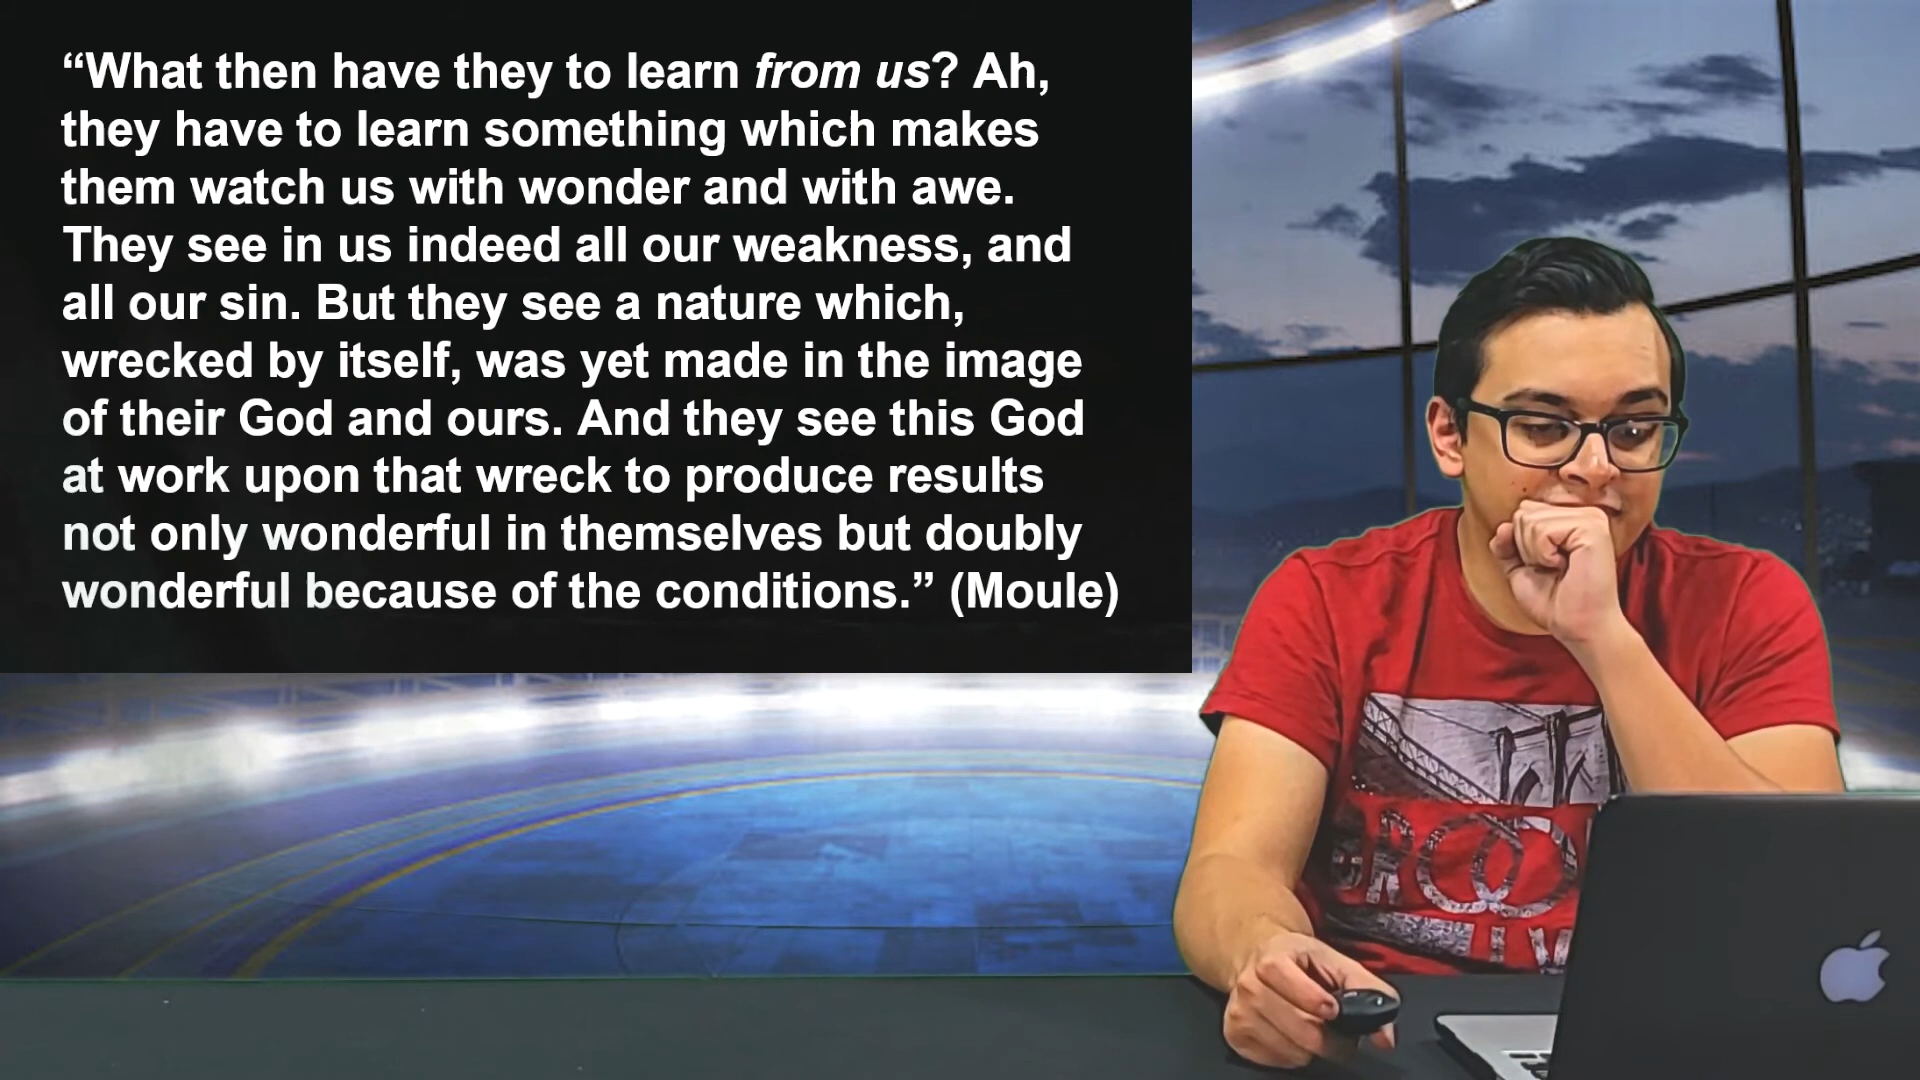 “What then have they to learn from us? Ah,
they have to learn something which makes
them watch us with wonder and with awe.
They see in us indeed all our weakness, and
all our sin. But they see a nature which,
wrecked by itself, was yet made in the image
of their God and ours. And they see this God
at work upon that wreck to produce results
not only wonderful in themselves but doubly
wonderful because of the conditions.” (Moule)